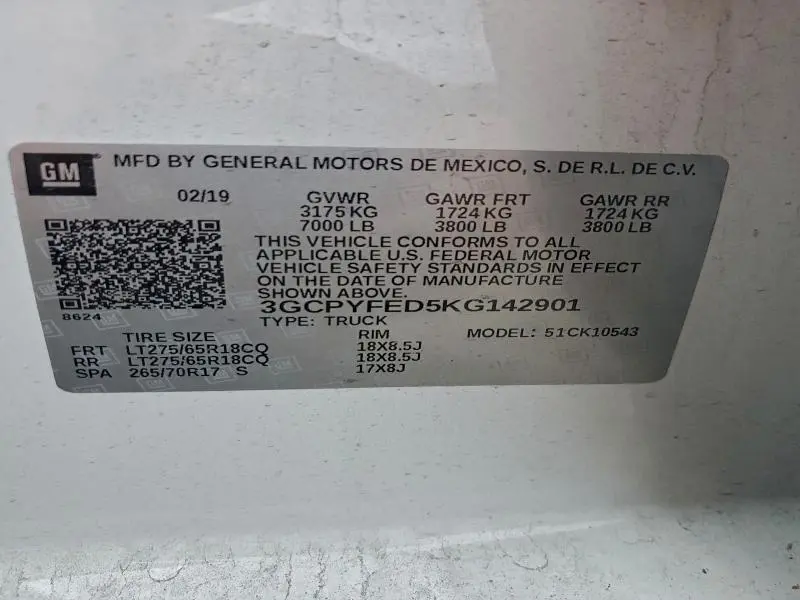 GM MFD BY GENERAL MOTORS DE MEXICO, S. DE R.L. DE C.V.
02/19 GVWR GAWR FRT GAWR RR
3175 KG 1724 KG 1724 KG
7000 LB 3800 LB 3800 LB
THIS VEHICLE CONFORMS TO ALL
APPLICABLE U.S. FEDERAL MOTOR
VEHICLE SAFETY STANDARDS IN EFFECT
ON THE DATE OF MANUFACTURE
SHOWN ABOVE.
8624
3GCPYFED5KG142901
TYPE: TRUCK MODEL: 51CK10543
TIRE SIZE RIM
FRT LT275/65R18CQ 18X8.5J
RR LT275/65R18CQ 18X8.5J
SPA 265/70R17 S 17X8J